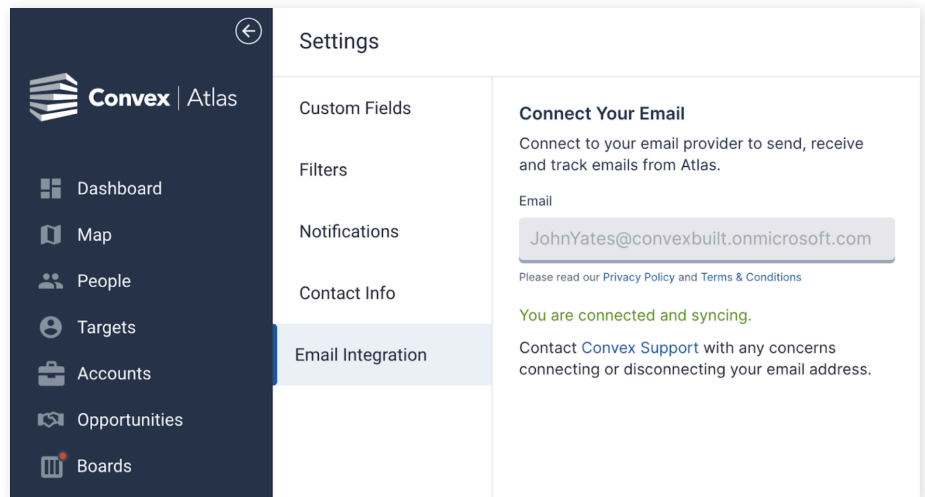 Convex | Atlas
Dashboard
Map
People
Targets
Accounts
Opportunities
Boards
Settings
Custom Fields
Filters
Notifications
Contact Info
Email Integration
Connect Your Email
Connect to your email provider to send, receive
and track emails from Atlas.
Email
JohnYates@convexbuilt.onmicrosoft.com
Please read our Privacy Policy and Terms & Conditions
You are connected and syncing.
Contact Convex Support with any concerns
connecting or disconnecting your email address.